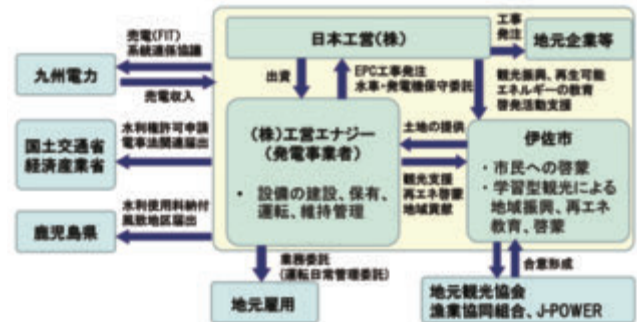 売電(FIT)
系統連係協議
日本工営(株)
工事
発注
地元企業等
九州電力
売電収入
出資
EPC工事発注
水車・発電機保守委託
観光振興、再生可能
エネルギーの教育
啓発活動支援
国土交通省
経済産業省
水利権許可申請
電事法関連届出
(株)工営エナジー
(発電事業者)
・ 設備の建設、保有、
運転、維持管理
土地の提供
観光支援
再エネ啓蒙
地域貢献
伊佐市
・市民への啓蒙
・学習型観光による
地域振興、再エネ
教育、啓蒙
鹿児島県
水利使用料納付
風致地区届出
業務委託
(運転日常管理委託)
地元雇用
合意形成
地元観光協会
漁業協同組合、J-POWER